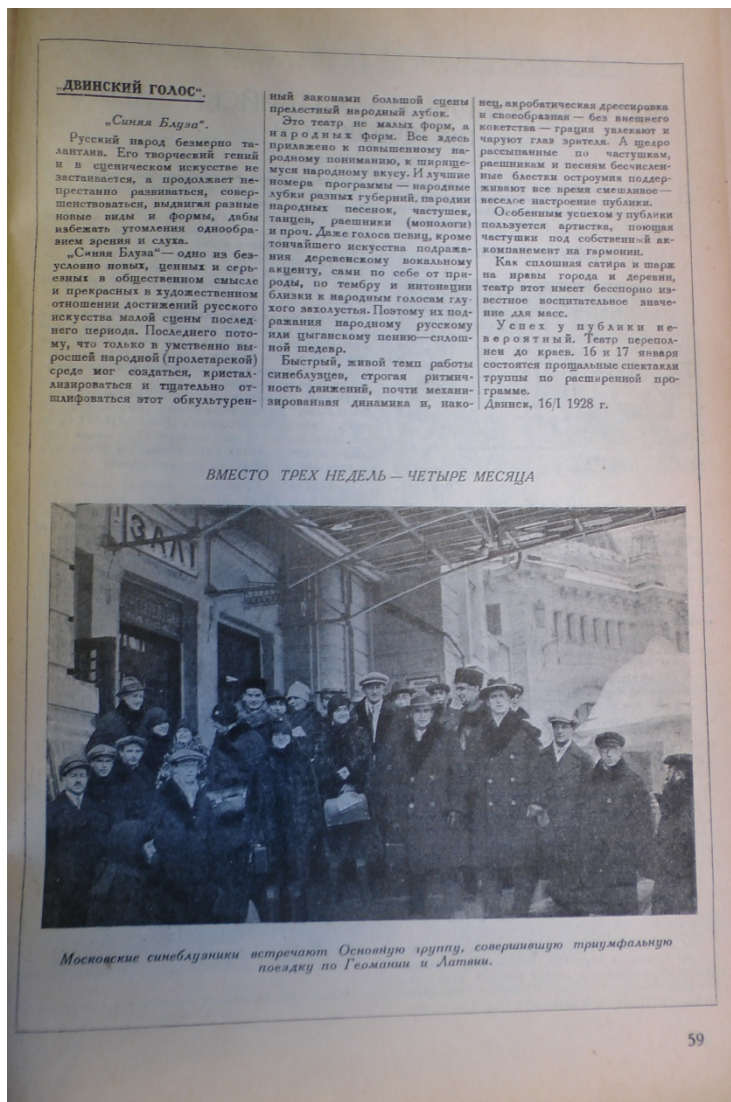 „ДВИНСКИЙ ГОЛОС“.
„Синяя Блуза“.
Русский народ безмерно та-
лантлив. Его творческий гений
и в сценическом искусстве не
застаивается, а продолжает не-
престанно развиваться, совер-
шенствоваться, выдвигая разные
новые виды и формы, дабы
избежать утомления однообра-
зием зрения и слуха.
„Синяя Блуза“— одно из без-
условно новых, ценных и серь-
езных в общественном смысле
и прекрасных в художественном
отношении достижений русского
искусства малой сцены послед-
него периода. Последнего пото-
му, что только в умственно вы-
росшей народной (пролетарской)
среде мог создаться, кристал-
лизироваться и тщательно от-
шлифоваться этот обкультурен-
ный законами большой сцены
прелестный народный лубок.
Это театр не малых форм, а
народных форм. Все здесь
прилажено к повышенному на-
родному пониманию, к ширяще-
муся народному вкусу. И лучшие
номера программы — народные
лубки разных губерний, пародии
народных песенок, частушек,
танцев, раешники (монологи)
и проч. Даже голоса певиц, кроме
тончайшего искусства подража-
ния деревенскому вокальному
акценту, сами по себе от при-
роды, по тембру и интонации
близки к народным голосам глу-
хого захолустья. Поэтому их под-
ражания народному русскому
или цыганскому пению—сплош-
ной шедевр.
Быстрый, живой темп работы
синеблузцев, строгая ритмич-
ность движений, почти механи-
зированная динамика и, нако-
нец, акробатическая дрессировка
и своеобразная — без внешнего
кокетства — грация увлекают и
чаруют глаз зрителя. А щедро
рассыпанные по частушкам,
раешникам и песням бесчислен-
ные блестки остроумия поддер-
живают все время смешливое—
веселое настроение публики.
Особенным успехом у публики
пользуется артистка, поющая
частушки под собственный ак-
компанемент на гармонии.
Как сплошная сатира и шарж
на нравы города и деревни,
театр этот имеет бесспорно из-
вестное воспитательное значе-
ние для масс.
Успех у публики не-
вероятный. Театр перепол-
нен до краев. 16 и 17 января
состоятся прощальные спектакли
труппы по расширенной про-
грамме.
Двинск, 16/I 1928 г.
ВМЕСТО ТРЕХ НЕДЕЛЬ — ЧЕТЫРЕ МЕСЯЦА
ЗАЛ
Московские синеблузники встречают Основную группу, совершившую триумфальную
поездку по Германии и Латвии.
59